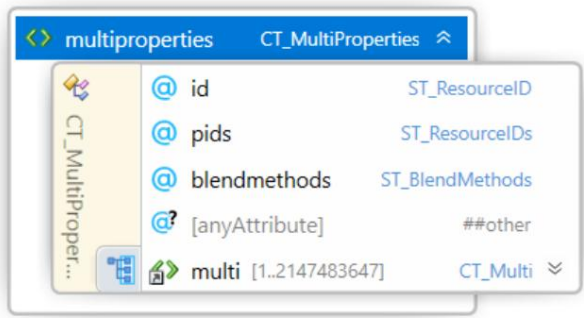 multiproperties CT_MultiProperties
CT_MultiProper...
@ id ST_ResourceID
@ pids ST_ResourceIDs
@ blendmethods ST_BlendMethods
@? [anyAttribute] ##other
multi [1..2147483647] CT_Multi